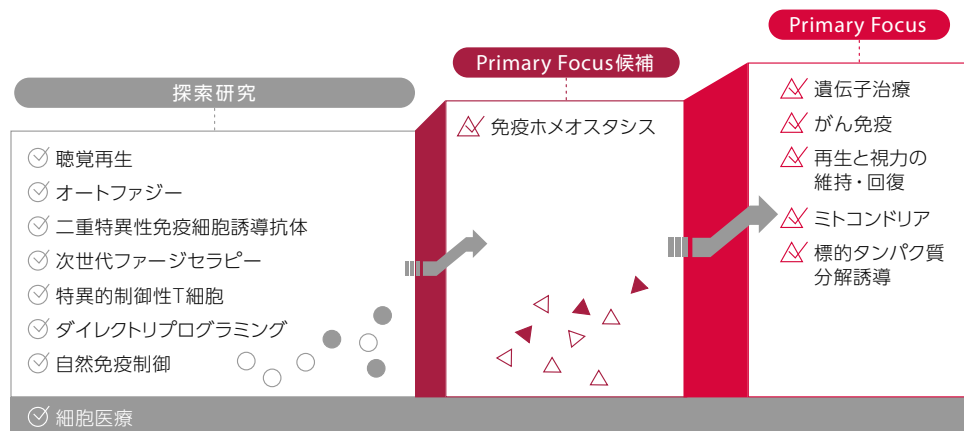 探索研究
聴覚再生
オートファジー
二重特異性免疫細胞誘導抗体
次世代ファージセラピー
特異的制御性T細胞
ダイレクトリプログラミング
自然免疫制御
細胞医療
Primary Focus候補
免疫ホメオスタシス
Primary Focus
遺伝子治療
がん免疫
再生と視力の
維持・回復
ミトコンドリア
標的タンパク質
分解誘導